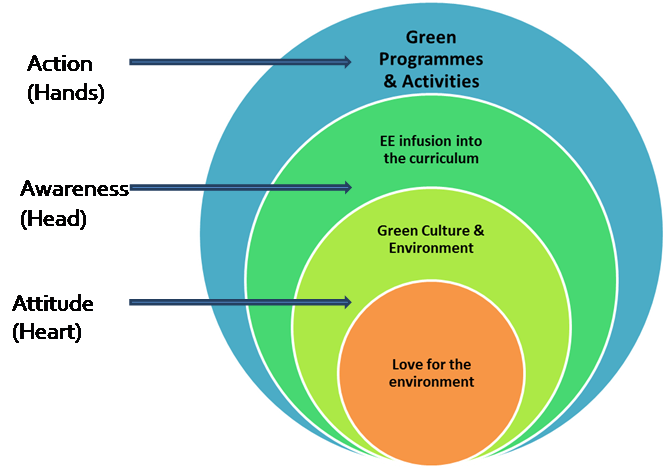 Action
(Hands)
Green
Programmes
& Activities
EE infusion into
the curriculum
Awareness
(Head)
Green Culture &
Environment
Attitude
(Heart)
Love for the
environment